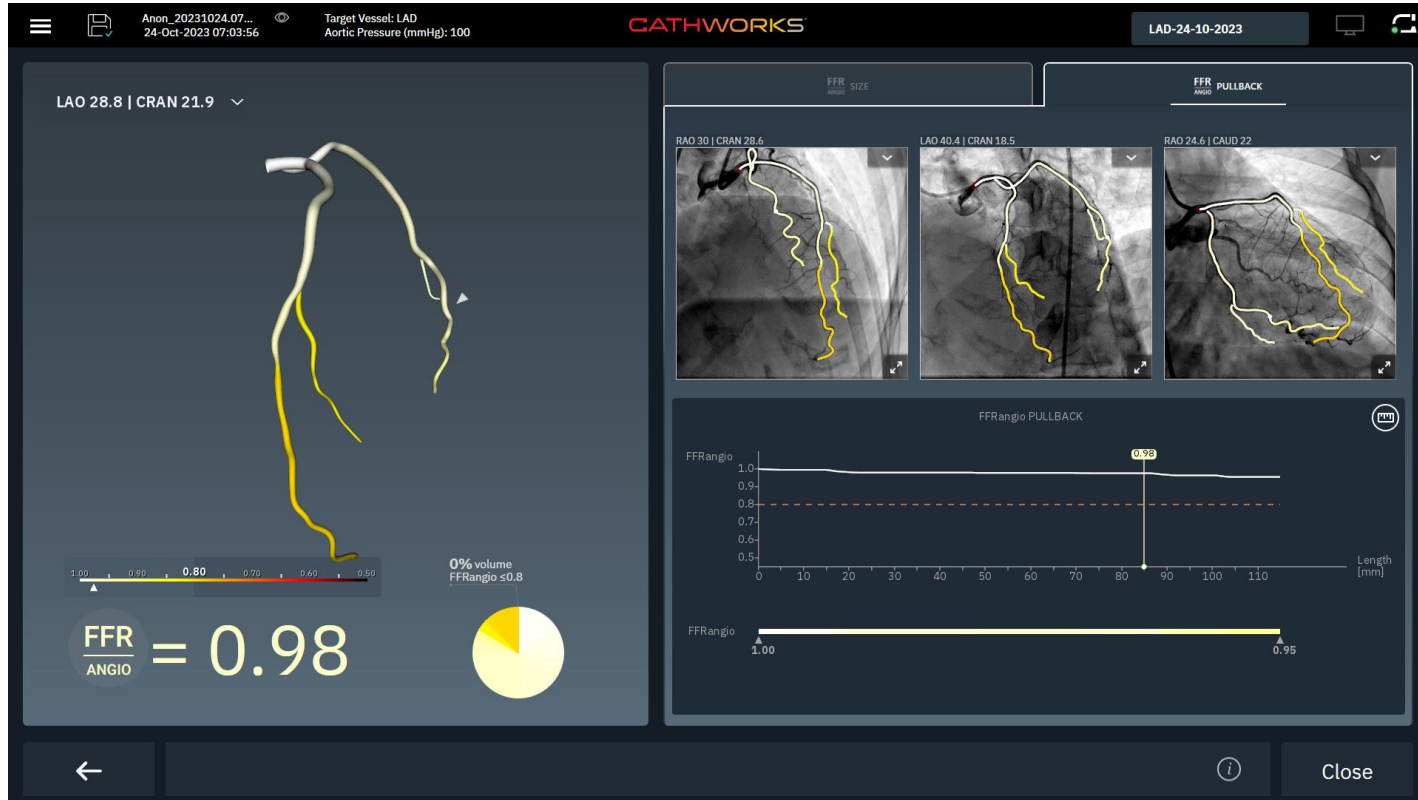 Anon_20231024.07...
24-Oct-2023 07:03:56
Target Vessel: LAD
Aortic Pressure (mmHg): 100
CATHWORKS
LAD-24-10-2023
LAO 28.8 | CRAN 21.9
1.00 0.90 0.80 0.70 0.60 0.50
0% volume
FFRangio ≤0.8
FFR
ANGIO
= 0.98
FFR
ANGIO
SIZE
FFR
ANGIO
PULLBACK
RAO 30 | CRAN 28.6
LAO 40.4 | CRAN 18.5
RAO 24.6 | CAUD 22
FFRangio PULLBACK
FFRangio
0.98
1.0
0.9
0.8
0.7
0.6
0.5
0 10 20 30 40 50 60 70 80 90 100 110
Length
[mm]
FFRangio
1.00
0.95
i
Close